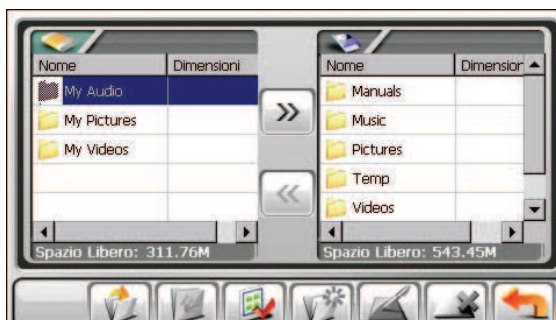 Nome Dimensioni
My Audio
My Pictures
My Videos
Spazio Libero: 311.76M
Nome Dimension
Manuals
Music
Pictures
Temp
Videos
Spazio Libero: 543.45M